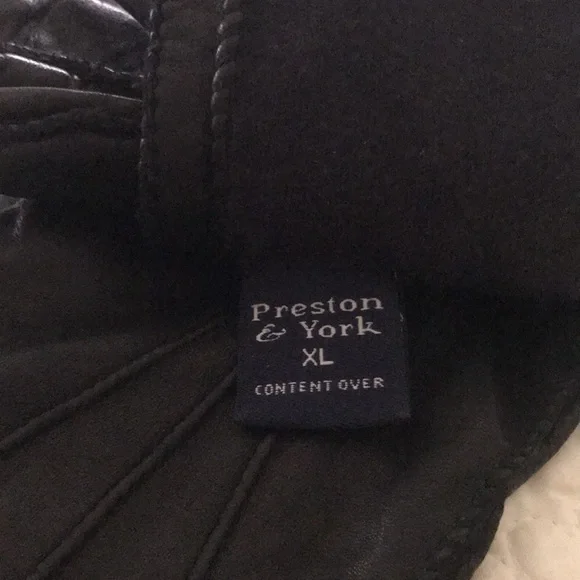 Preston
& York
XL
CONTENT OVER